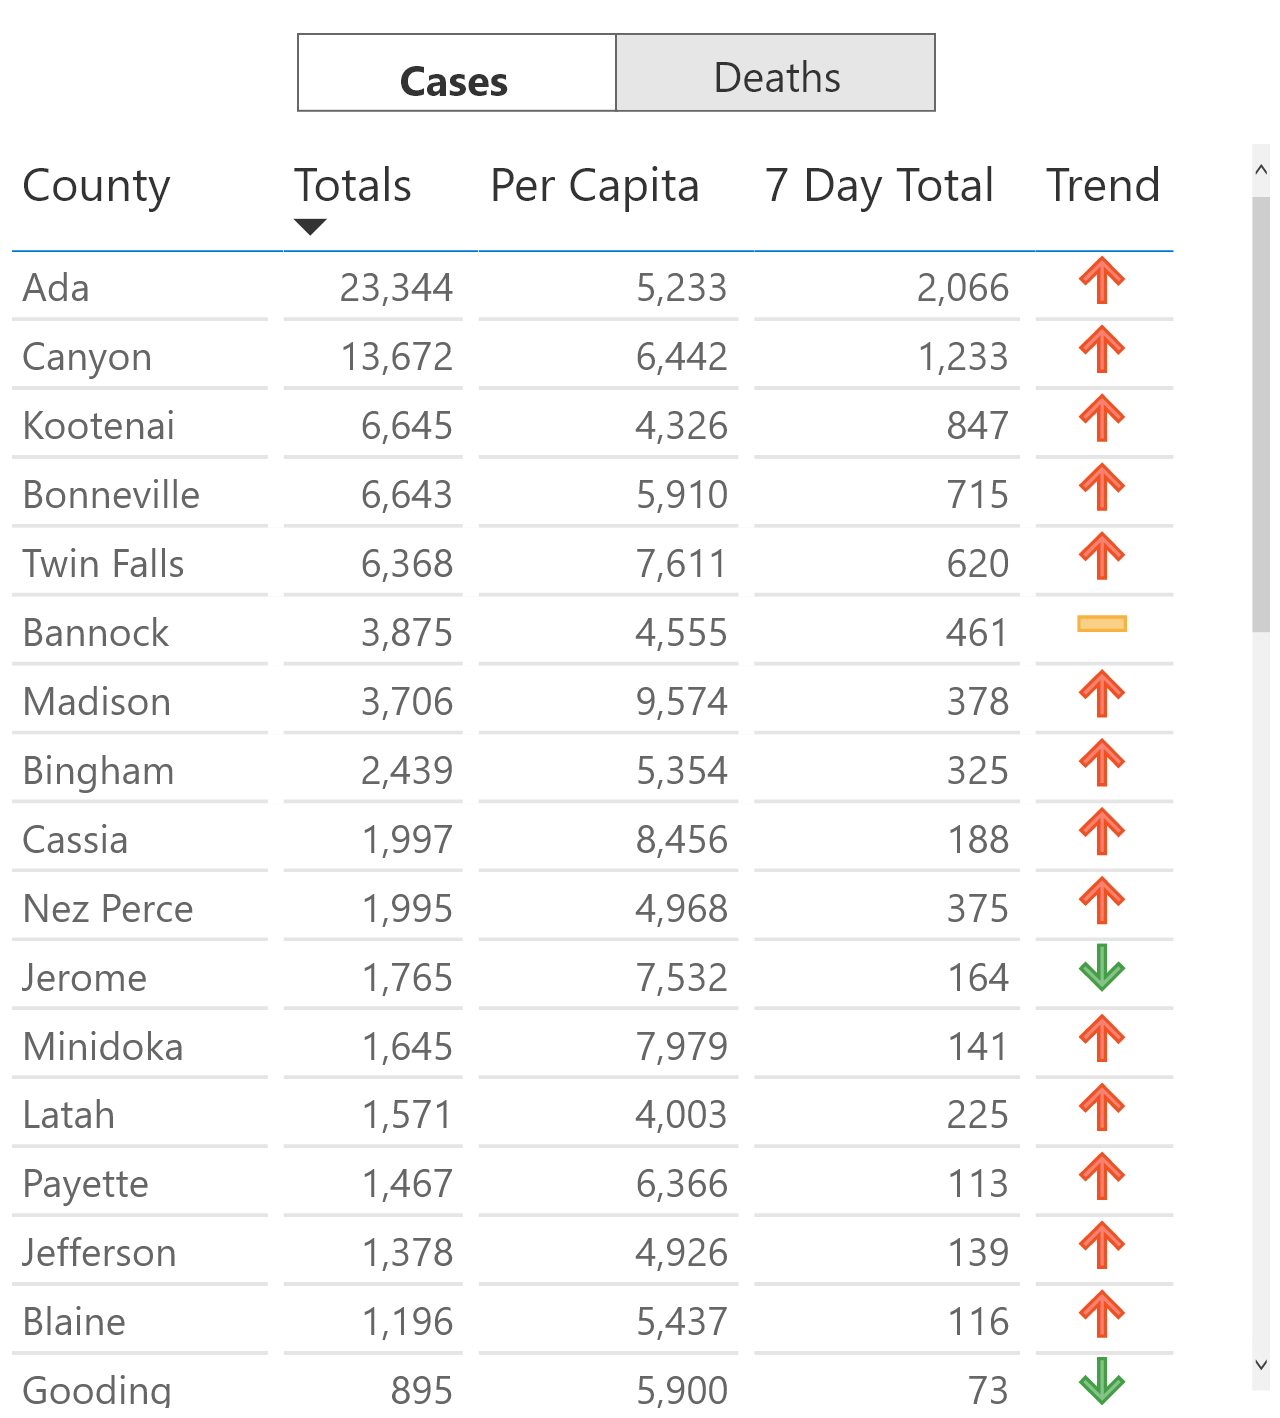 Cases Deaths
County Totals Per Capita 7 Day Total Trend
Ada 23,344 5,233 2,066
Canyon 13,672 6,442 1,233
Kootenai 6,645 4,326 847
Bonneville 6,643 5,910 715
Twin Falls 6,368 7,611 620
Bannock 3,875 4,555 461
Madison 3,706 9,574 378
Bingham 2,439 5,354 325
Cassia 1,997 8,456 188
Nez Perce 1,995 4,968 375
Jerome 1,765 7,532 164
Minidoka 1,645 7,979 141
Latah 1,571 4,003 225
Payette 1,467 6,366 113
Jefferson 1,378 4,926 139
Blaine 1,196 5,437 116
Gooding 895 5,900 73